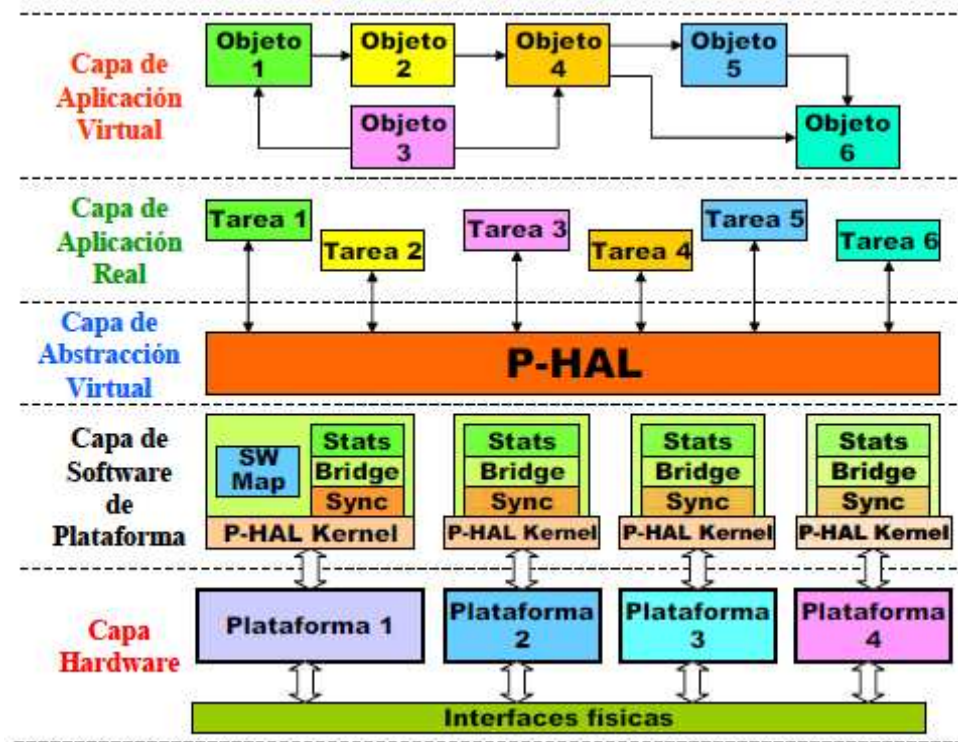 Capa de
Aplicación
Virtual
Objeto
1
Objeto
2
Objeto
4
Objeto
5
Objeto
3
Objeto
6
Capa de
Aplicación
Real
Tarea 1
Tarea 2
Tarea 3
Tarea 4
Tarea 5
Tarea 6
Capa de
Abstracción
Virtual
P-HAL
Capa de
Software
de
Plataforma
SW
Map
Stats
Bridge
Sync
P-HAL Kernel
Stats
Bridge
Sync
P-HAL Kernel
Stats
Bridge
Sync
P-HAL Kernel
Stats
Bridge
Sync
P-HAL Kernel
Capa
Hardware
Plataforma 1
Plataforma
2
Plataforma
3
Plataforma
4
Interfaces físicas